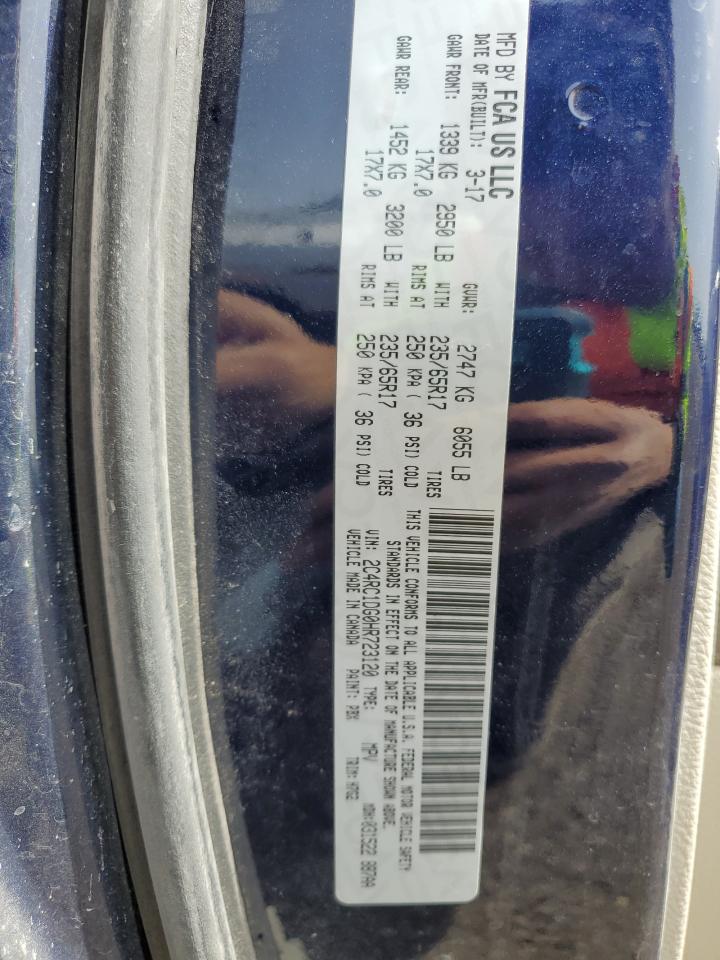 MFD BY FCA US LLC
DATE OF MFR(BUILT): 3-17 GVWR: 2747 KG 6055 LB
GAWR FRONT: 1339 KG 2950 LB WITH 235/65R17 TIRES
17X7.0 RIMS AT 250 KPA ( 36 PSI) COLD
GAWR REAR: 1452 KG 3200 LB WITH 235/65R17 TIRES
17X7.0 RIMS AT 250 KPA ( 36 PSI) COLD
THIS VEHICLE CONFORMS TO ALL APPLICABLE U.S.A. FEDERAL MOTOR VEHICLE SAFETY
STANDARDS IN EFFECT ON THE DATE OF MANUFACTURE SHOWN ABOVE.
VIN: 2C4RC1DG0HR723120 TYPE: MPV MDH:031522 887AA
VEHICLE MADE IN CANADA PAINT: PBX TRIM: